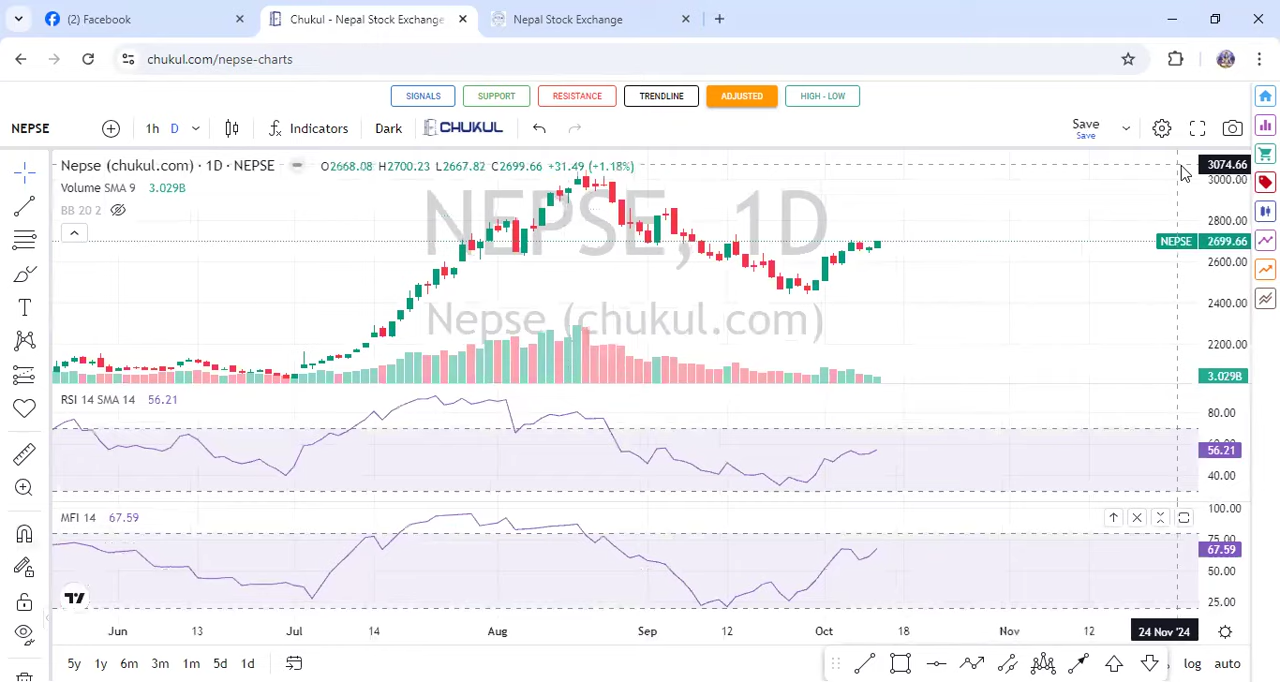 (2) Facebook
Chukul - Nepal Stock Exchange
Nepal Stock Exchange
chukul.com/nepse-charts
SIGNALS SUPPORT RESISTANCE TRENDLINE ADJUSTED HIGH - LOW
NEPSE 1h D Indicators Dark CHUKUL Save
Save
Nepse (chukul.com) · 1D · NEPSE O2668.08 H2700.23 L2667.82 C2699.66 +31.49 (+1.18%)
3074.66
3000.00
Volume SMA 9 3.029B
BB 20 2
NEPSE, 1D
Nepse (chukul.com)
2800.00
NEPSE 2699.66
2600.00
2400.00
2200.00
3.029B
RSI 14 SMA 14 56.21
80.00
56.21
40.00
MFI 14 67.59
100.00
67.59
50.00
25.00
Jun 13 Jul 14 Aug Sep 12 Oct 18 Nov 12 24 Nov '24
5y 1y 6m 3m 1m 5d 1d
log auto